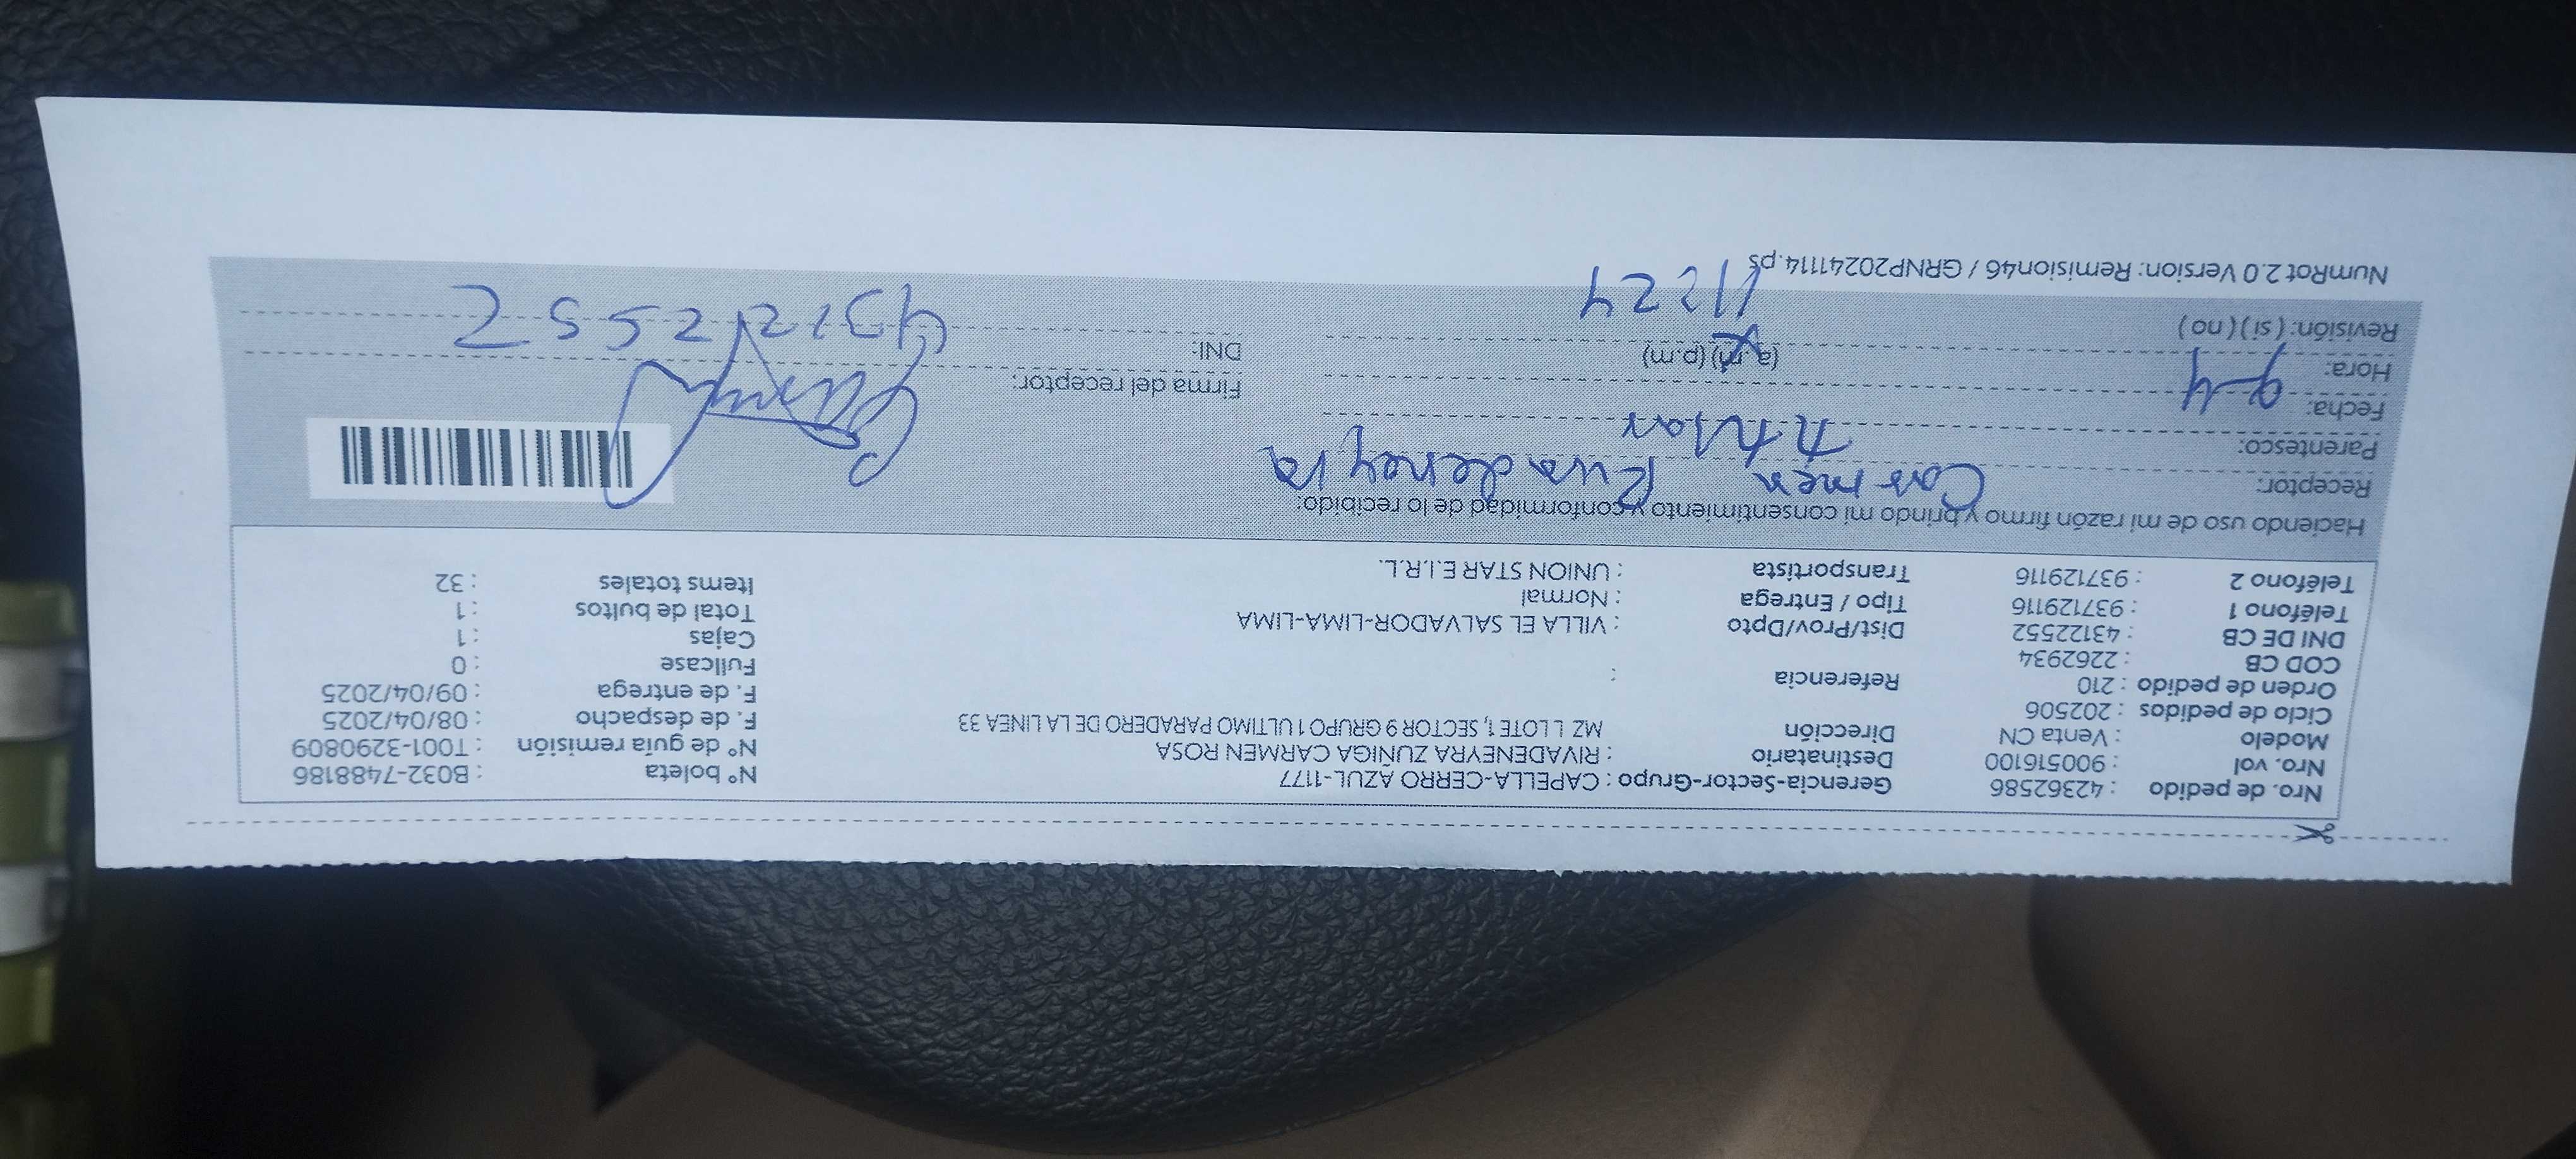 Nro. de pedido : 42362586 Gerencia-Sector-Grupo : CAPELLA-CERRO AZUL-1177 N° boleta : B032-7488186
Nro. vol : 900516100 Destinatario : RIVADENEYRA ZUÑIGA CARMEN ROSA N° de guía remisión : T001-3290809
Modelo : Venta CN Dirección MZ L LOTE 1, SECTOR 9 GRUPO 1 ULTIMO PARADERO DE LA LINEA 33 F. de despacho : 08/04/2025
Ciclo de pedidos : 202506 F. de entrega : 09/04/2025
Orden de pedido : 210 Referencia : Fullcase : 0
COD CB : 2262934 Cajas : 1
DNI DE CB : 43122552 Dist/Prov/Dpto : VILLA EL SALVADOR-LIMA-LIMA Total de bultos : 1
Teléfono 1 : 937129116 Tipo / Entrega : Normal Items totales : 32
Teléfono 2 : 937129116 Transportista : UNION STAR E.I.R.L.
Haciendo uso de mi razón firmo y brindo mi consentimiento y conformidad de lo recibido:
Receptor: Carmen Rivadeneyra
Parentesco: titular
Fecha: 9-4 Firma del receptor:
Hora: (a.m) (p.m) DNI: 43122552
Revisión: (si) (no) 11:24
NumRot 2.0 Version: Remision46 / GRNP20241114.ps